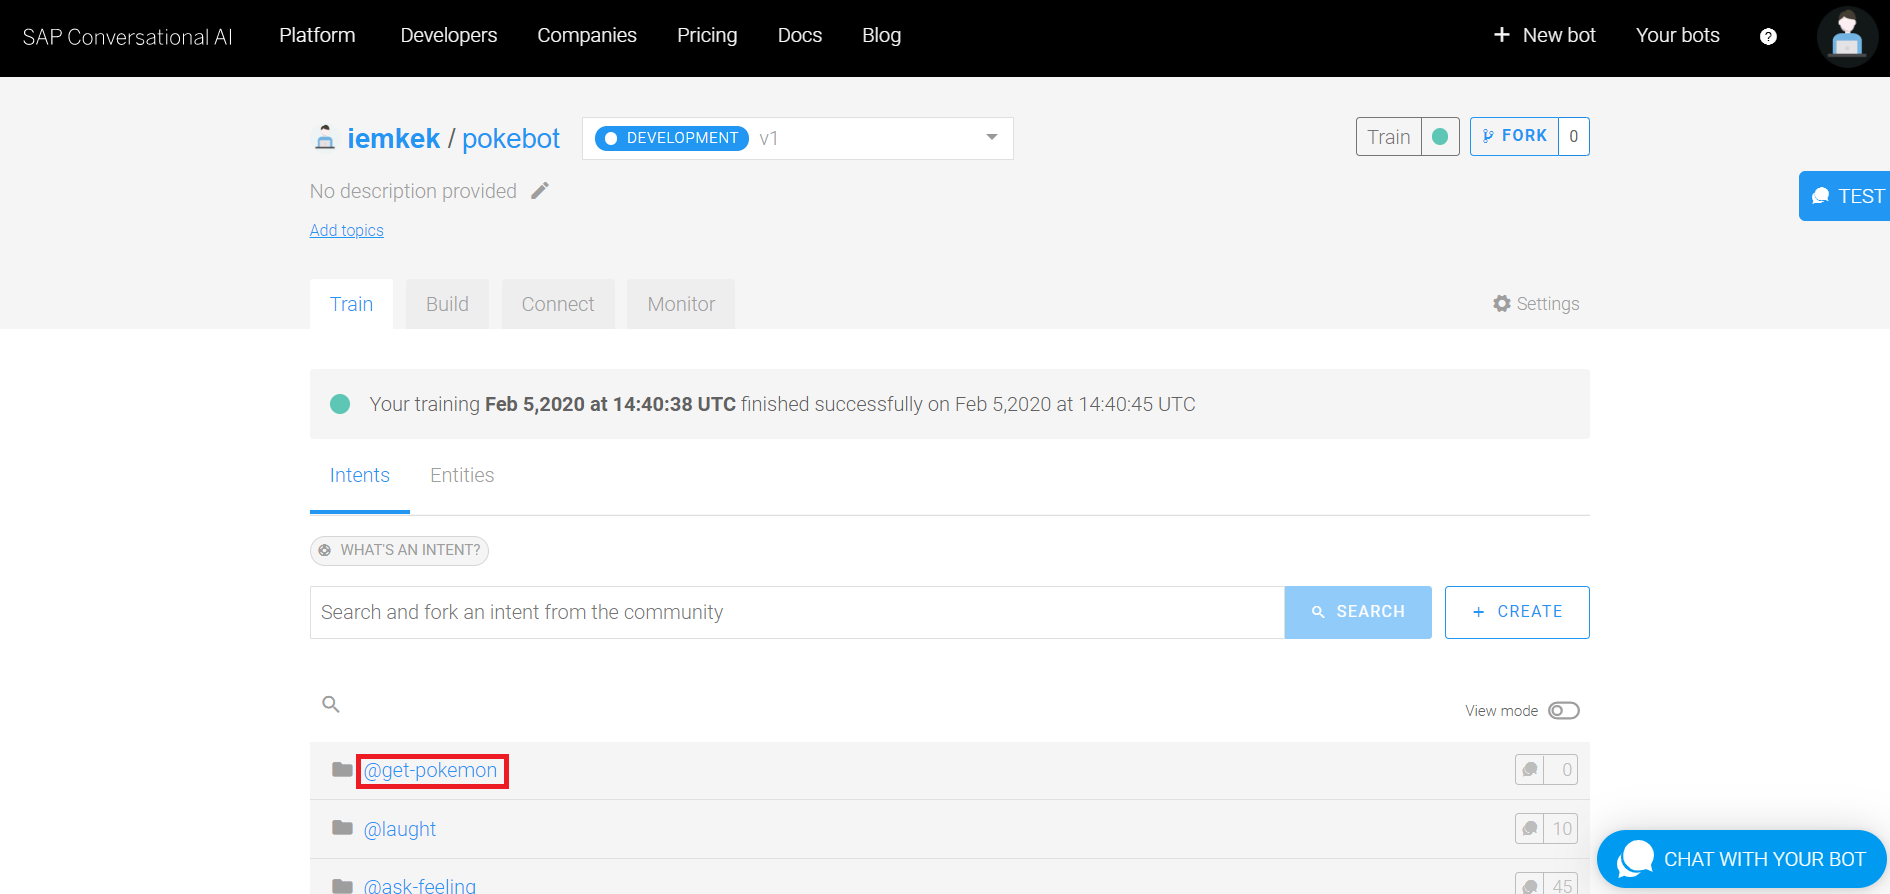 SAP Conversational AI Platform Developers Companies Pricing Docs Blog + New bot Your bots ?
iemkek / pokebot DEVELOPMENT v1 Train FORK 0
No description provided
TEST
Add topics
Train Build Connect Monitor Settings
Your training Feb 5,2020 at 14:40:38 UTC finished successfully on Feb 5,2020 at 14:40:45 UTC
Intents Entities
WHAT'S AN INTENT?
Search and fork an intent from the community SEARCH + CREATE
View mode
@get-pokemon 0
@laught 10
CHAT WITH YOUR BOT
@ask-feeling 45